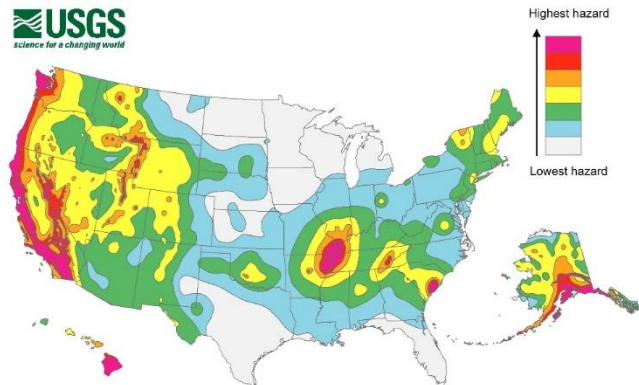 USGS
science for a changing world
Highest hazard
Lowest hazard